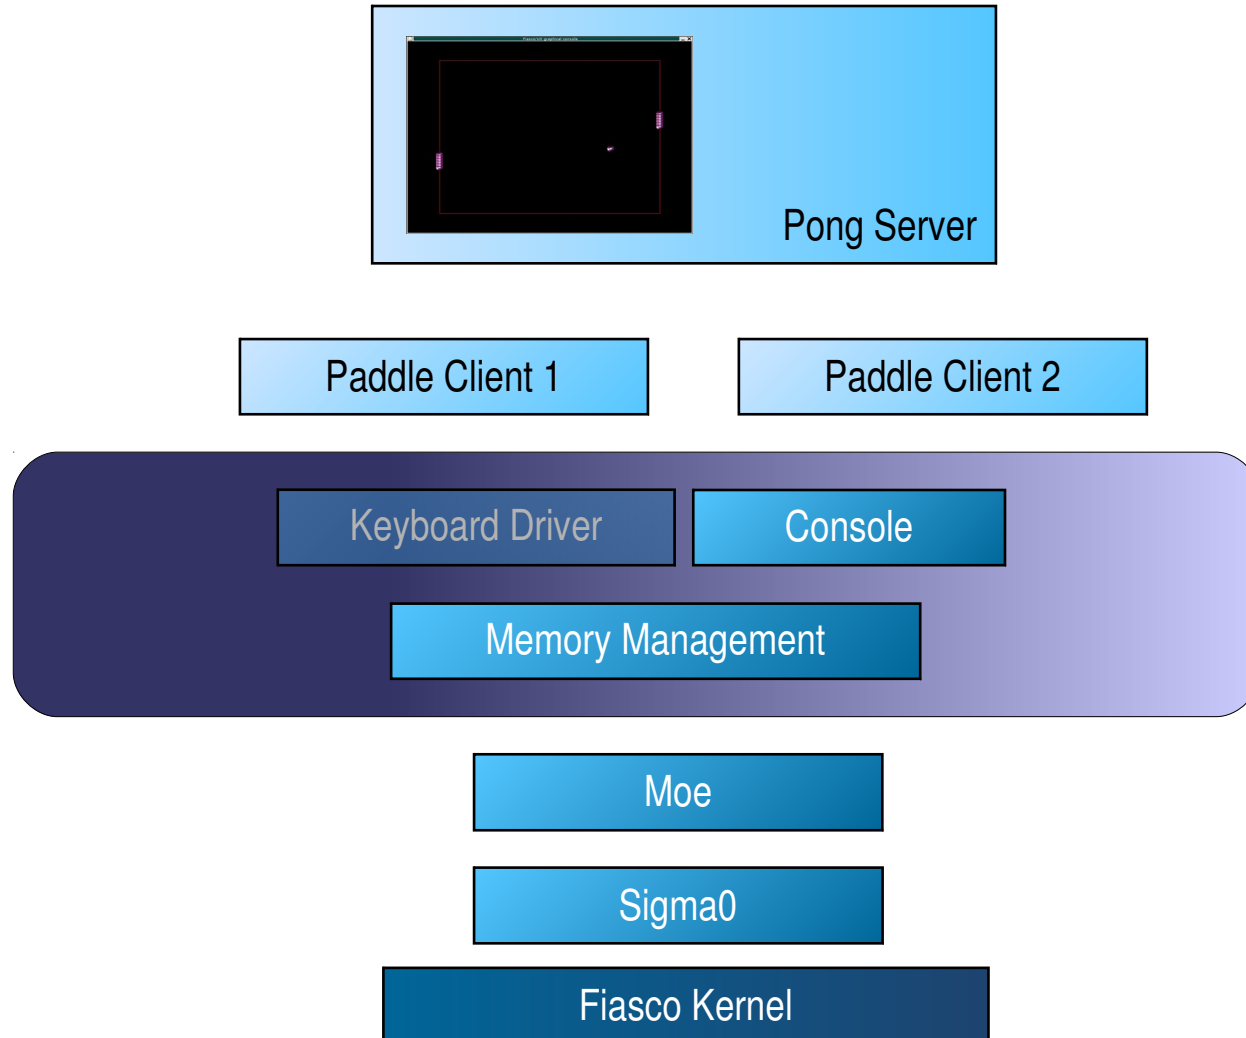 Pong Server
Paddle Client 1
Paddle Client 2
Keyboard Driver
Console
Memory Management
Moe
Sigma0
Fiasco Kernel